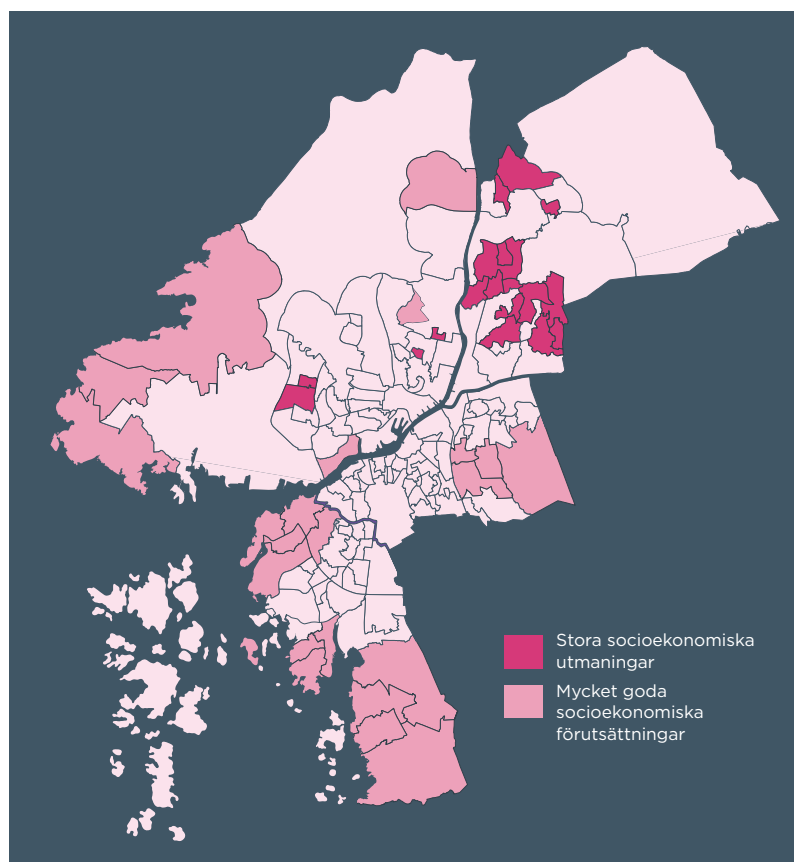 Stora socioekonomiska
utmaningar
Mycket goda
socioekonomiska
förutsättningar